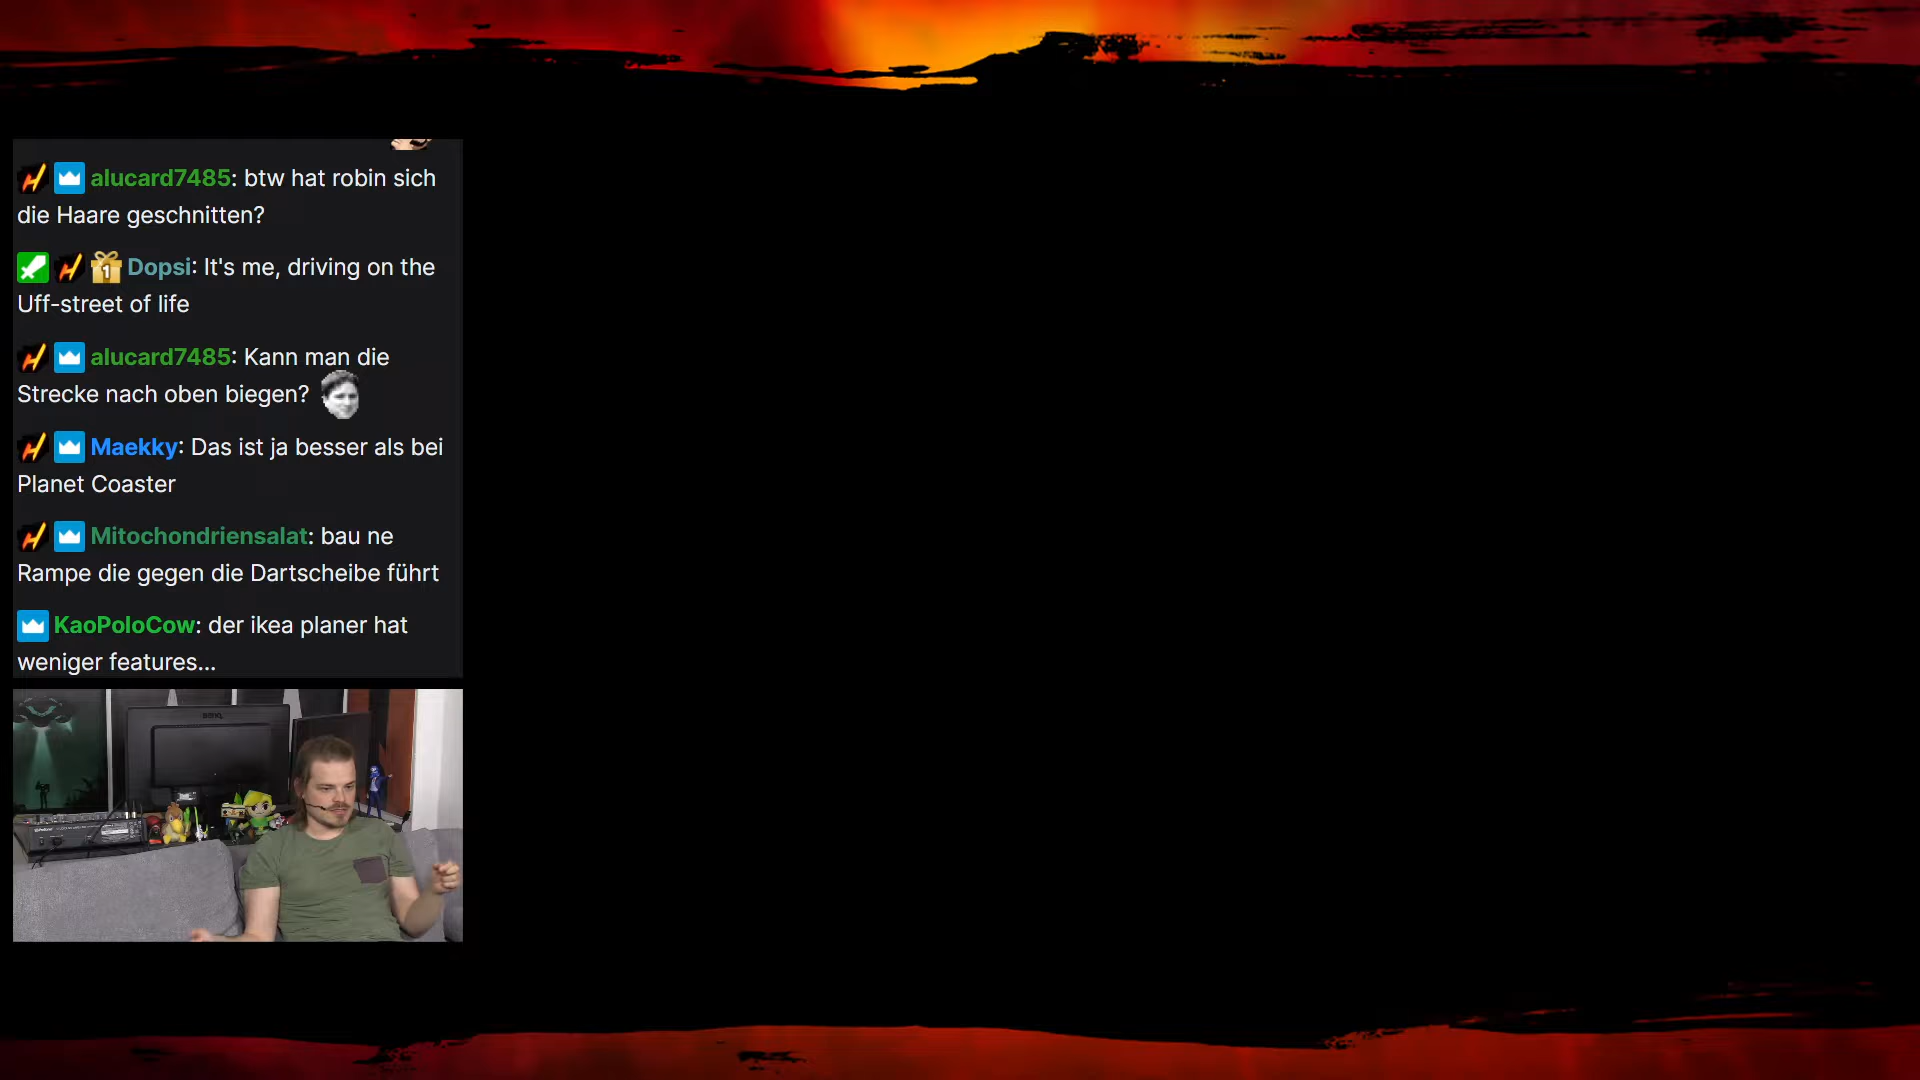 alucard7485: btw hat robin sich
die Haare geschnitten?
Dopsi: It's me, driving on the
Uff-street of life
alucard7485: Kann man die
Strecke nach oben biegen?
Maekky: Das ist ja besser als bei
Planet Coaster
Mitochondriensalat: bau ne
Rampe die gegen die Dartscheibe führt
KaoPoloCow: der ikea planer hat
weniger features...
BenQ